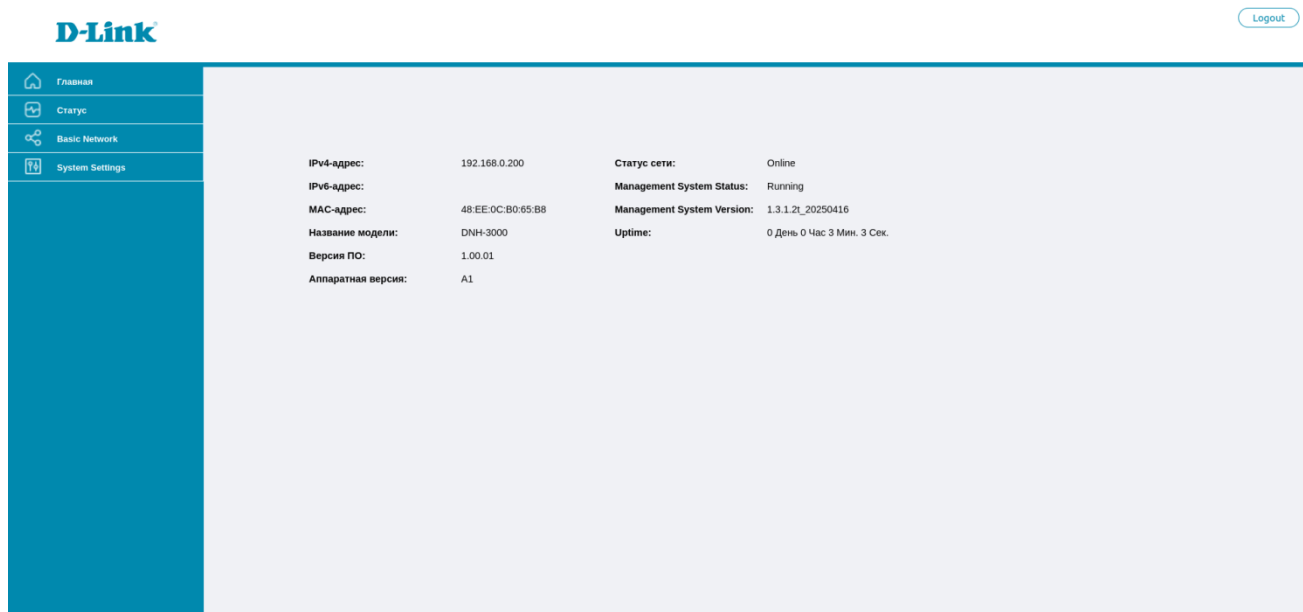 Logout
D-Link
Главная
Статус
Basic Network
System Settings
IPv4-адрес: 192.168.0.200 Статус сети: Online
IPv6-адрес: Management System Status: Running
MAC-адрес: 48:EE:0C:B0:65:B8 Management System Version: 1.3.1.2t_20250416
Название модели: DNH-3000 Uptime: 0 День 0 Час 3 Мин. 3 Сек.
Версия ПО: 1.00.01
Аппаратная версия: A1